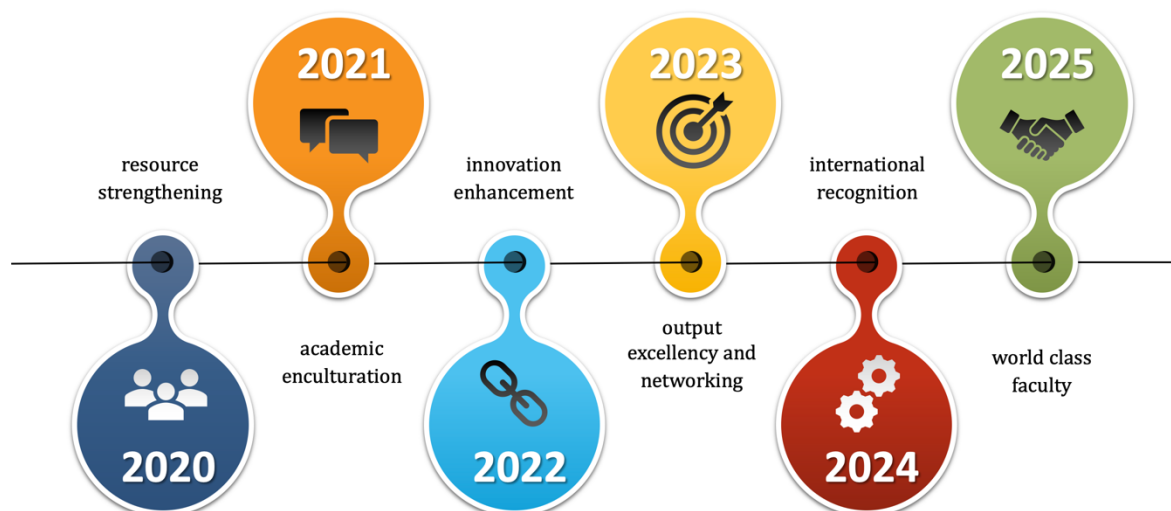 2020
resource
strengthening
2021
academic
enculturation
2022
innovation
enhancement
2023
output
excellency and
networking
2024
international
recognition
2025
world class
faculty